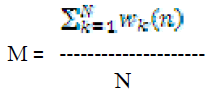 ∑_{k=1}^{N} w_k(n)
M = ----------------------
N